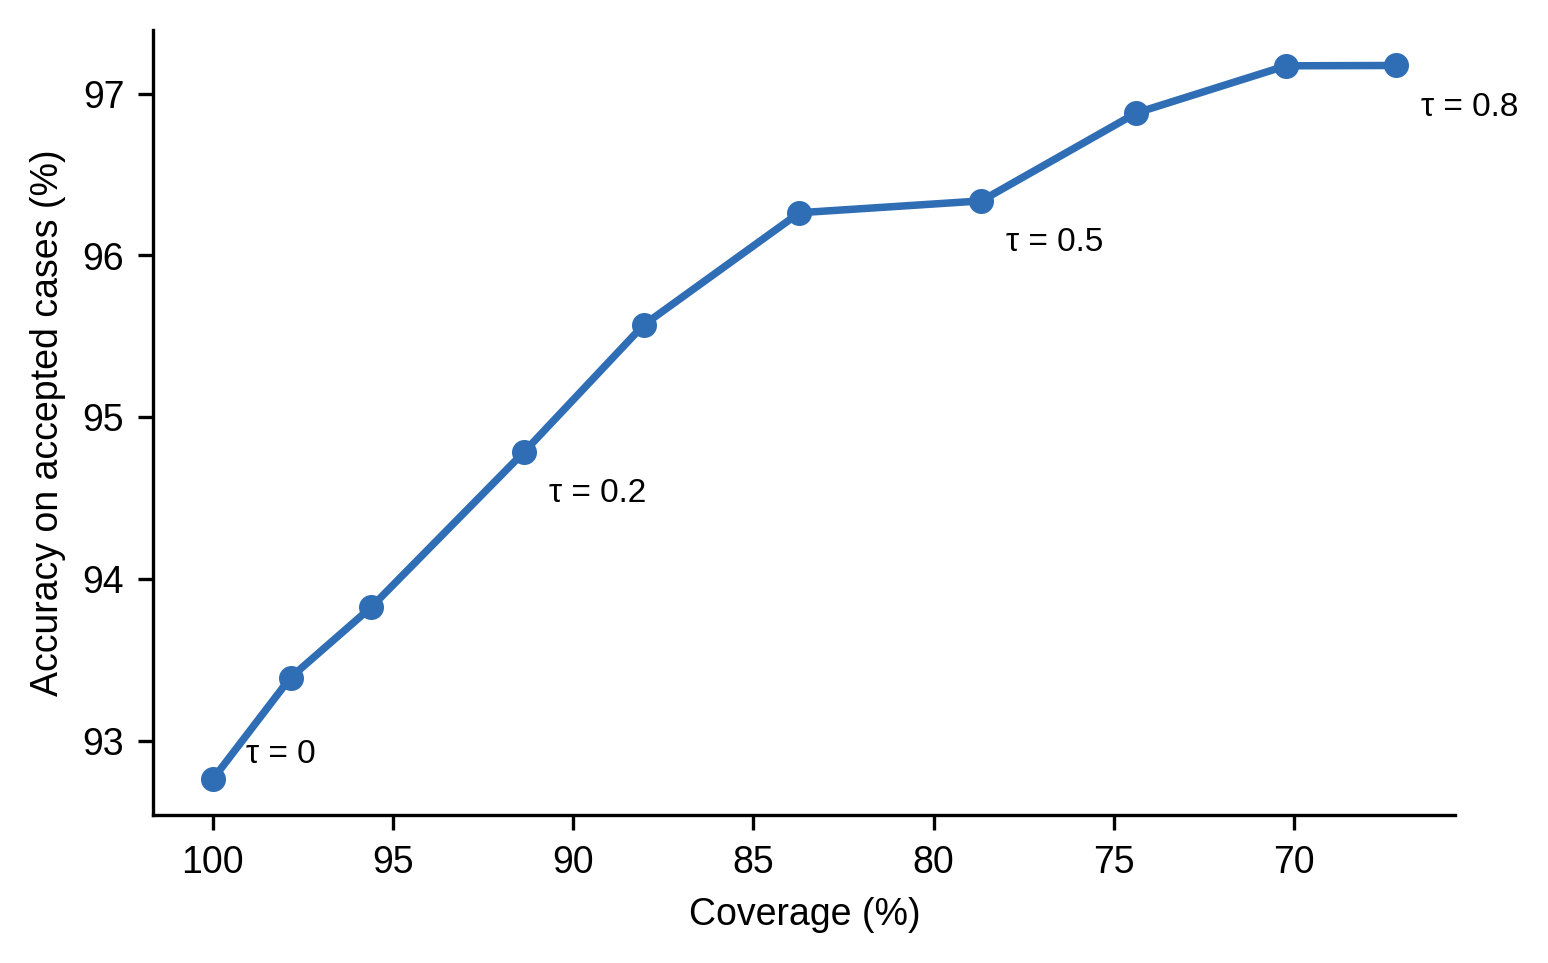 Accuracy on accepted cases (%)
97
96
95
94
93
τ = 0.8
τ = 0.5
τ = 0.2
τ = 0
100 95 90 85 80 75 70
Coverage (%)